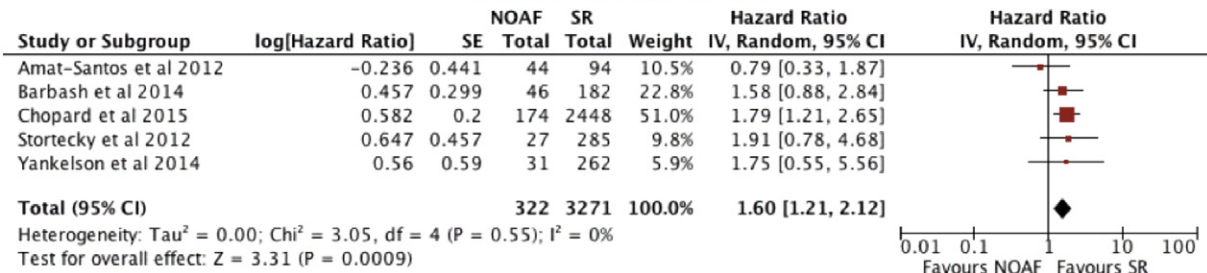 NOAF SR Hazard Ratio Hazard Ratio
Study or Subgroup log[Hazard Ratio] SE Total Total Weight IV, Random, 95% CI IV, Random, 95% CI
Amat-Santos et al 2012 -0.236 0.441 44 94 10.5% 0.79 [0.33, 1.87]
Barbash et al 2014 0.457 0.299 46 182 22.8% 1.58 [0.88, 2.84]
Chopard et al 2015 0.582 0.2 174 2448 51.0% 1.79 [1.21, 2.65]
Stortecky et al 2012 0.647 0.457 27 285 9.8% 1.91 [0.78, 4.68]
Yankelson et al 2014 0.56 0.59 31 262 5.9% 1.75 [0.55, 5.56]
Total (95% CI) 322 3271 100.0% 1.60 [1.21, 2.12]
Heterogeneity: Tau² = 0.00; Chi² = 3.05, df = 4 (P = 0.55); I² = 0%
Test for overall effect: Z = 3.31 (P = 0.0009)
0.01 0.1 1 10 100
Favours NOAF Favours SR